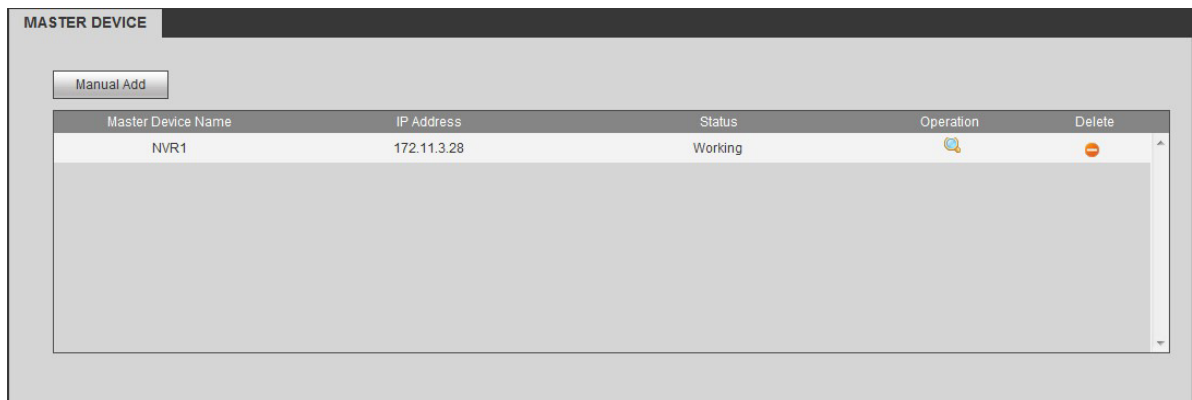 MASTER DEVICE
Manual Add
Master Device Name IP Address Status Operation Delete
NVR1 172.11.3.28 Working